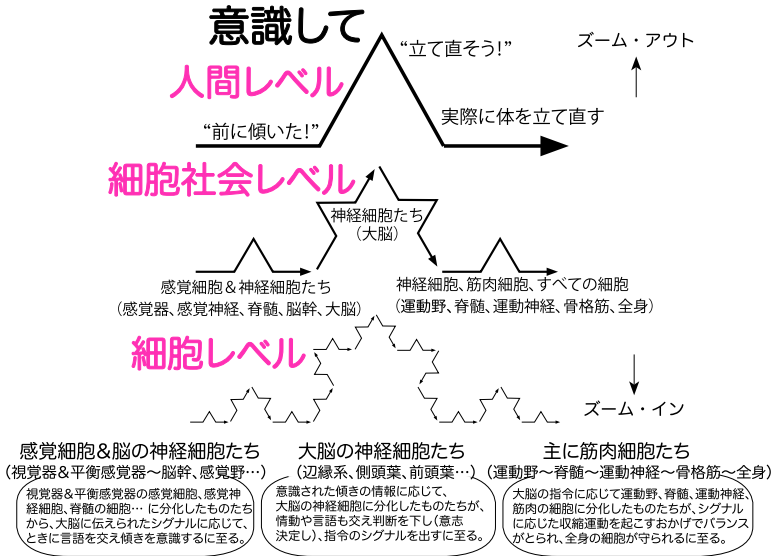 意識して
“立て直そう!”
ズーム・アウト
人間レベル
“前に傾いた!”
実際に体を立て直す
細胞社会レベル
神経細胞たち
（大脳）
感覚細胞＆神経細胞たち
（感覚器、感覚神経、脊髄、脳幹、大脳）
神経細胞、筋肉細胞、すべての細胞
（運動野、脊髄、運動神経、骨格筋、全身）
細胞レベル
ズーム・イン
感覚細胞＆脳の神経細胞たち
（視覚器＆平衡感覚器〜脳幹、感覚野…）
視覚器＆平衡感覚器の感覚細胞、感覚神
経細胞、脊髄の細胞… に分化したものたち
から、大脳に伝えられたシグナルに応じて、
ときに言語を交え傾きを意識するに至る。
大脳の神経細胞たち
（辺縁系、側頭葉、前頭葉…）
意識された傾きの情報に応じて、
大脳の神経細胞に分化したものたちが、
情動や言語も交え判断を下し（意志
決定し）、指令のシグナルを出すに至る。
主に筋肉細胞たち
（運動野〜脊髄〜運動神経〜骨格筋〜全身）
大脳の指令に応じて運動野、脊髄、運動神経、
筋肉の細胞に分化したものたちが、シグナル
に応じた収縮運動を起こすおかげでバランス
がとられ、全身の細胞が守られるに至る。